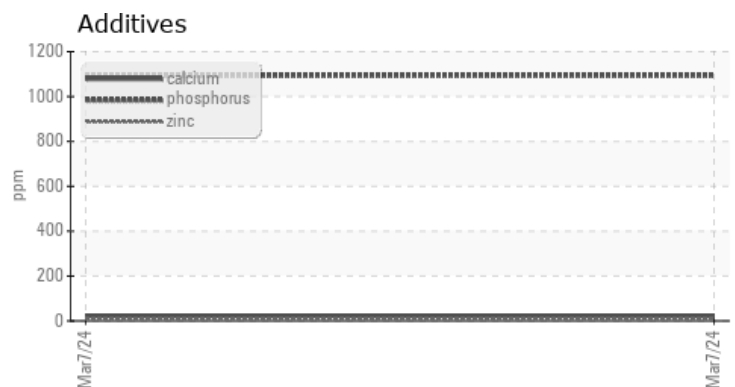 Additives
1200
1000
800
600
400
200
0
ppm
calcium
phosphorus
zinc
Mar7/24
Mar7/24